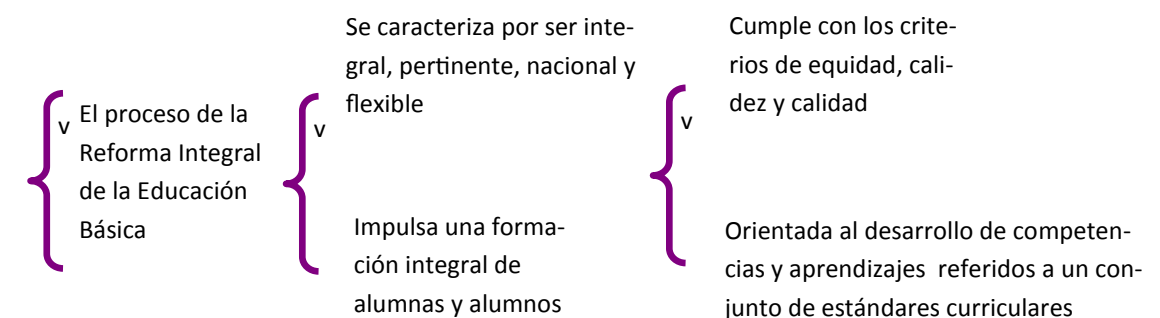 Se caracteriza por ser inte-
gral, pertinente, nacional y
flexible
Cumple con los crite-
rios de equidad, cali-
dez y calidad
v
El proceso de la
Reforma Integral
de la Educación
Básica
v
v
Impulsa una forma-
ción integral de
alumnas y alumnos
Orientada al desarrollo de competen-
cias y aprendizajes referidos a un con-
junto de estándares curriculares